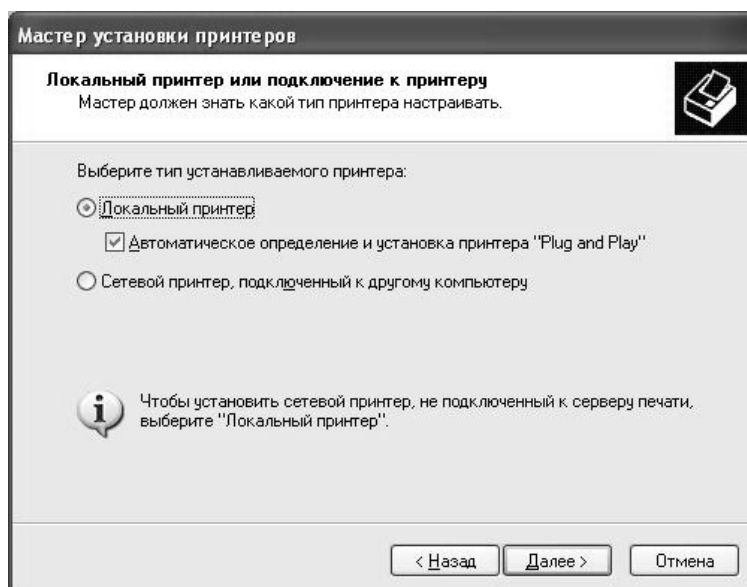 Мастер установки принтеров
Локальный принтер или подключение к принтеру
Мастер должен знать какой тип принтера настраивать.
Выберите тип устанавливаемого принтера:
Локальный принтер
Автоматическое определение и установка принтера "Plug and Play"
Сетевой принтер, подключенный к другому компьютеру
Чтобы установить сетевой принтер, не подключенный к серверу печати,
выберите "Локальный принтер".
< Назад Далее > Отмена